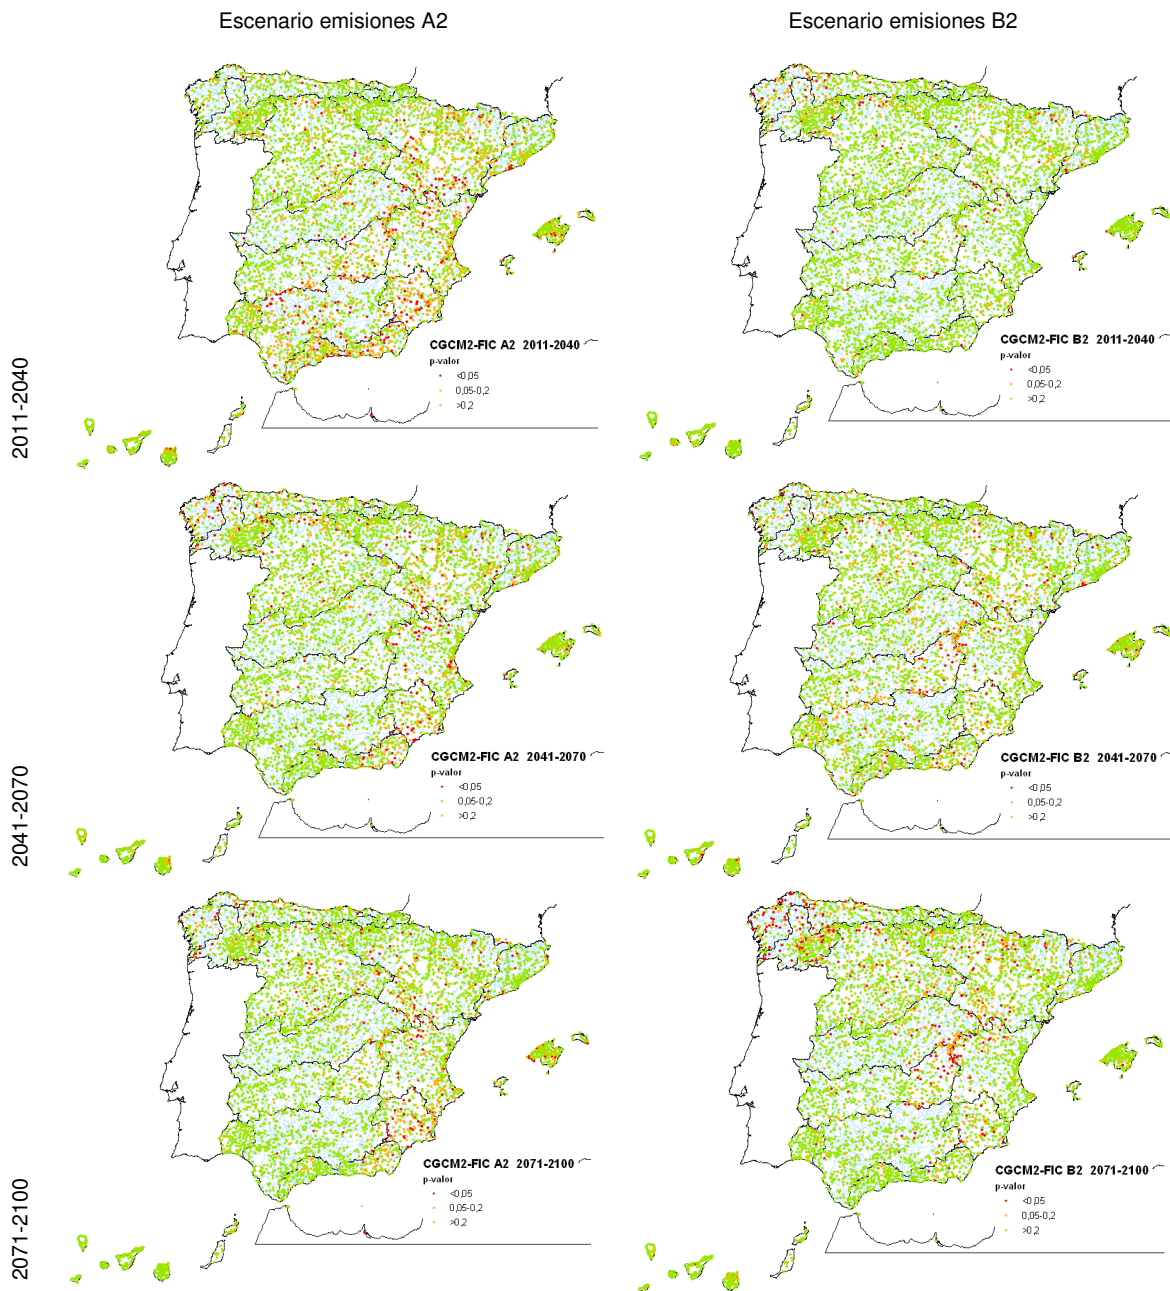 Escenario emisiones A2
Escenario emisiones B2
2011-2040
CGCM2-FIC A2 2011-2040
p-valor
<0,05
0,05-0,2
>0,2
CGCM2-FIC B2 2011-2040
p-valor
<0,05
0,05-0,2
>0,2
2041-2070
CGCM2-FIC A2 2041-2070
p-valor
<0,05
0,05-0,2
>0,2
CGCM2-FIC B2 2041-2070
p-valor
<0,05
0,05-0,2
>0,2
2071-2100
CGCM2-FIC A2 2071-2100
p-valor
<0,05
0,05-0,2
>0,2
CGCM2-FIC B2 2071-2100
p-valor
<0,05
0,05-0,2
>0,2